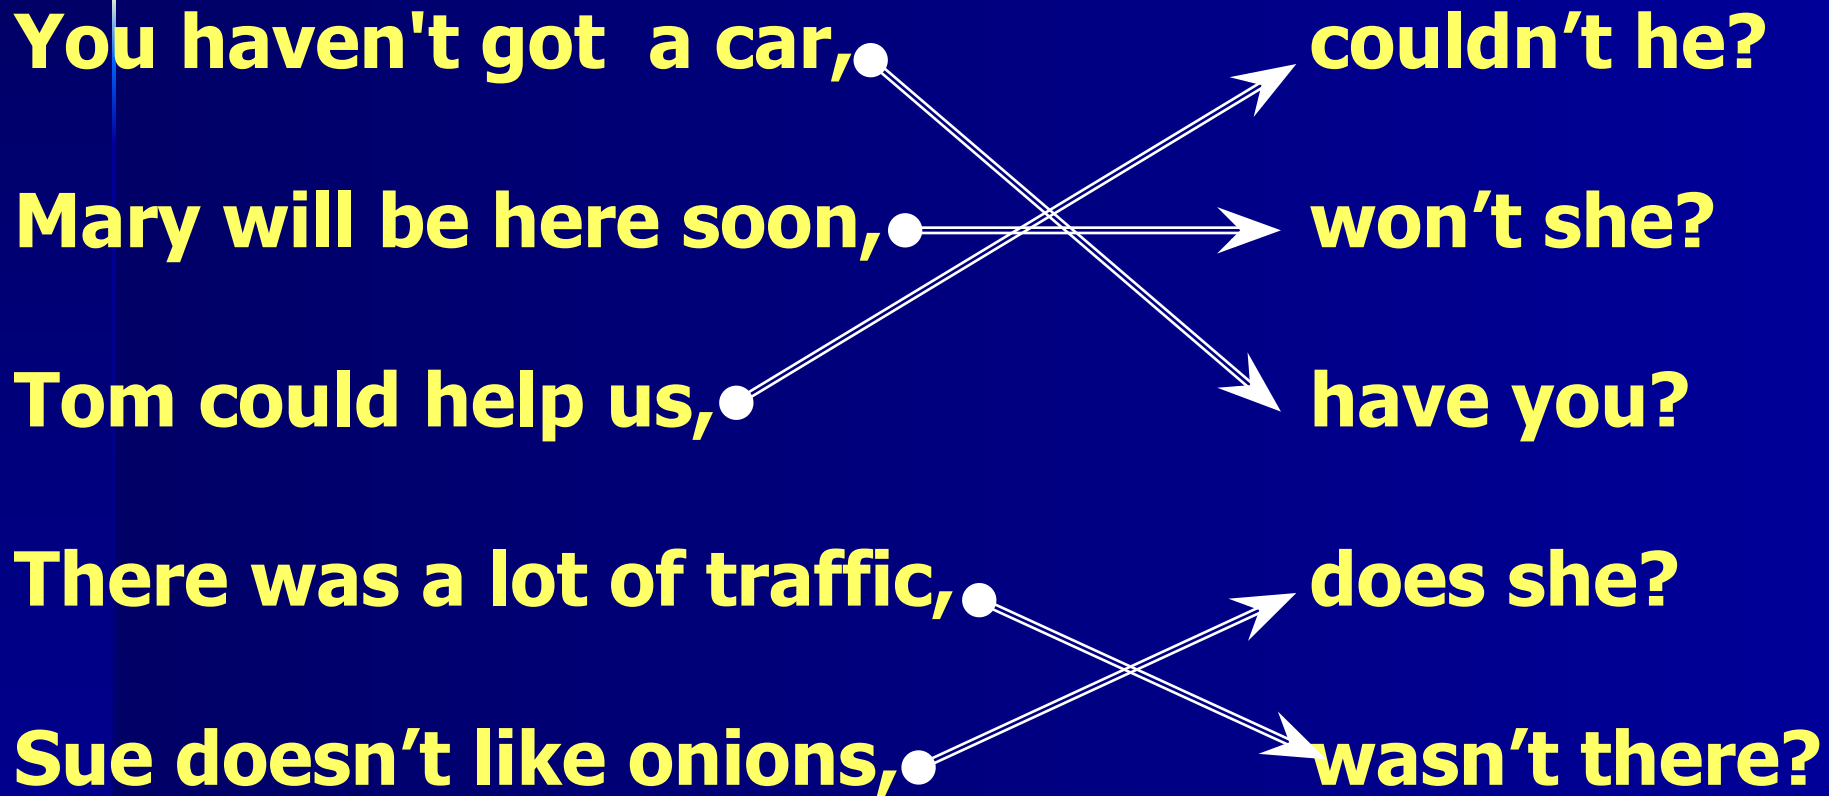 You haven't got  a car, couldn’t he?
Mary will be here soon, won’t she?
Tom could help us, have you?
There was a lot of traffic, does she?
Sue doesn’t like onions, wasn’t there?